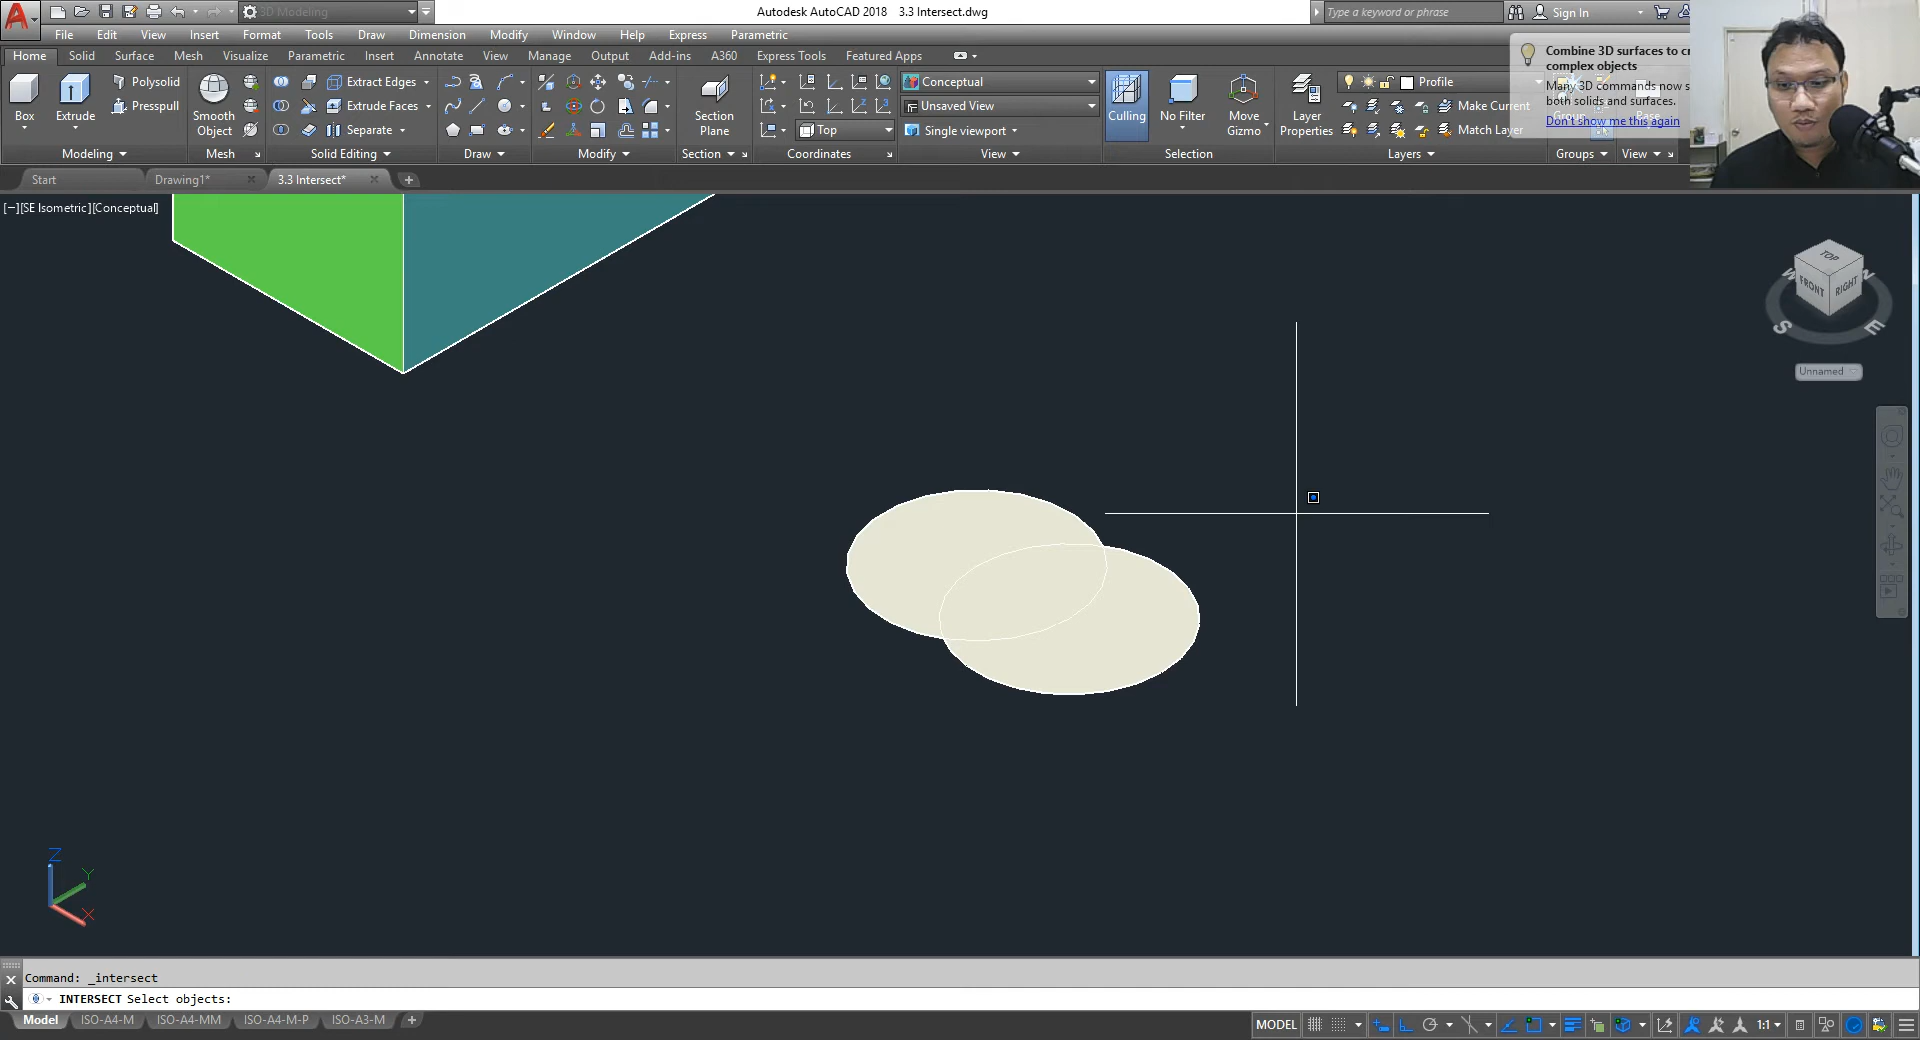 3D Modeling
Autodesk AutoCAD 2018 3.3 Intersect.dwg
Type a keyword or phrase
Sign In
File Edit View Insert Format Tools Draw Dimension Modify Window Help Express Parametric
Home Solid Surface Mesh Visualize Parametric Insert Annotate View Manage Output Add-ins A360 Express Tools Featured Apps
Combine 3D surfaces to cr
complex objects
Many 3D commands now s
both solids and surfaces.
Don't show me this again
Box
Extrude
Polysolid
Presspull
Smooth
Object
Extract Edges
Extrude Faces
Separate
Section
Plane
Top
Conceptual
Unsaved View
Single viewport
Culling
No Filter
Move
Gizmo
Layer
Properties
Profile
Make Current
Match Layer
Group
Base
Modeling Mesh Solid Editing Draw Modify Section Coordinates View Selection Layers Groups View
Start Drawing1* 3.3 Intersect*
[−][SE Isometric][Conceptual]
TOP
FRONT RIGHT
W N
S E
Unnamed
Z
Y
X
Command: _intersect
INTERSECT Select objects:
Model ISO-A4-M ISO-A4-MM ISO-A4-M-P ISO-A3-M
MODEL 1:1